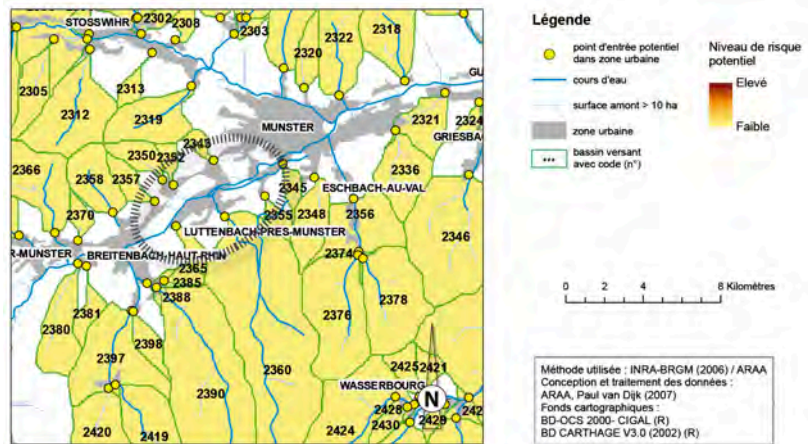 STOSSWIHR
2302
2308
2303
2322
2318
2320
2305
2313
2312
2319
MUNSTER
2321
2324
GRIESBA
2343
2350
2352
2336
2366
2358
2357
2345
ESCHBACH-AU-VAL
2370
2355
2348
2356
LUTTENBACH-PRES-MUNSTER
2346
R-MUNSTER
BREITENBACH-HAUT-RHIN
2374
2365
2385
2388
2381
2376
2378
2380
2398
2397
2360
2390
2425
2421
WASSERBOURG
N
2428
2429
2430
2424
2420
2419
Légende
point d'entrée potentiel
dans zone urbaine
cours d'eau
surface amont > 10 ha
zone urbaine
bassin versant
avec code (n°)
Niveau de risque
potentiel
Elevé
Faible
0 2 4 6 8 Kilomètres
Méthode utilisée : INRA-BRGM (2006) / ARAA
Conception et traitement des données :
ARAA, Paul van Dijk (2007)
Fonds cartographiques :
BD-OCS 2000- CIGAL (R)
BD CARTHAGE V3.0 (2002) (R)